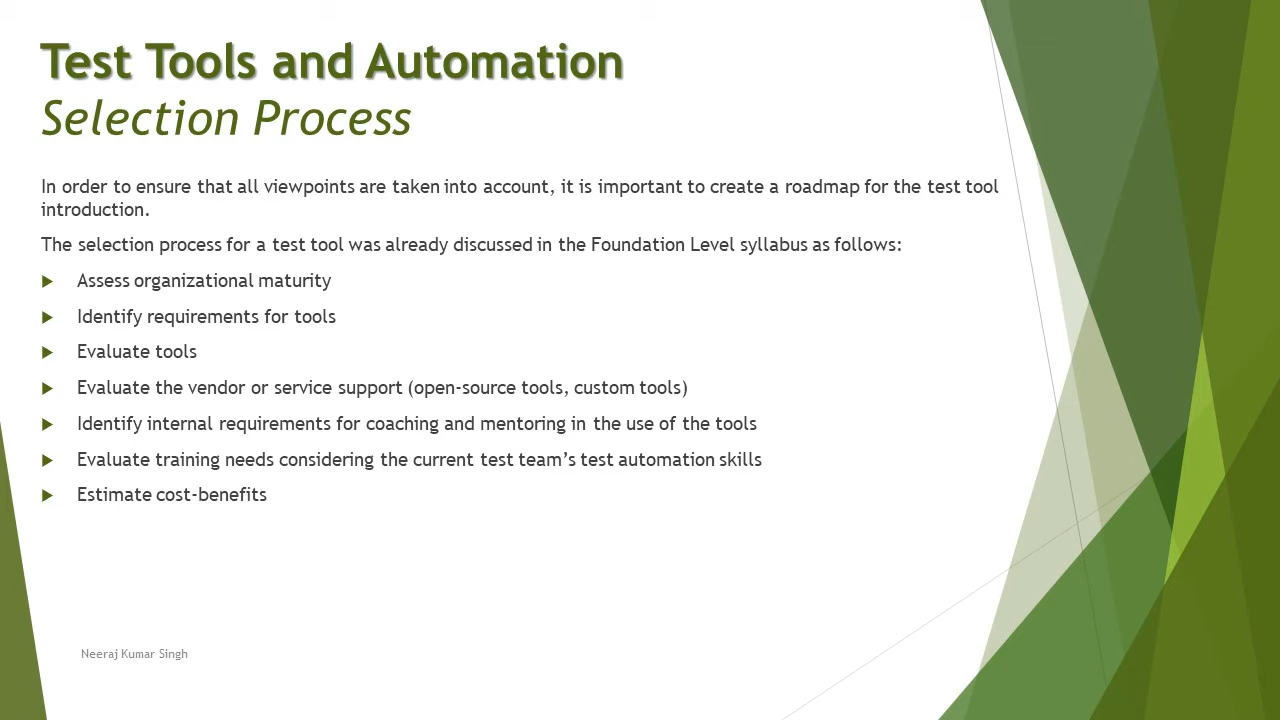 Test Tools and Automation
Selection Process
In order to ensure that all viewpoints are taken into account, it is important to create a roadmap for the test tool
introduction.
The selection process for a test tool was already discussed in the Foundation Level syllabus as follows:
Assess organizational maturity
Identify requirements for tools
Evaluate tools
Evaluate the vendor or service support (open-source tools, custom tools)
Identify internal requirements for coaching and mentoring in the use of the tools
Evaluate training needs considering the current test team’s test automation skills
Estimate cost-benefits
Neeraj Kumar Singh